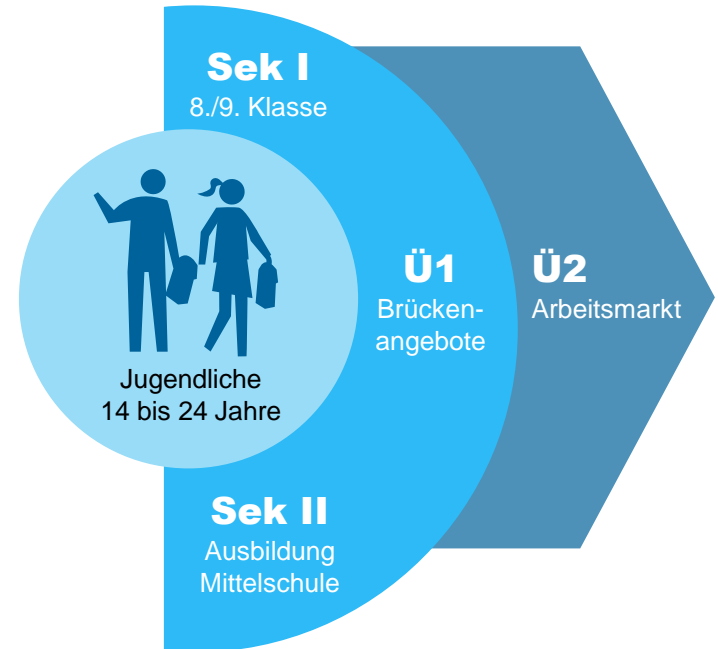 Sek I
8./9. Klasse
Ü1
Brücken-
angebote
Ü2
Arbeitsmarkt
Jugendliche
14 bis 24 Jahre
Sek II
Ausbildung
Mittelschule